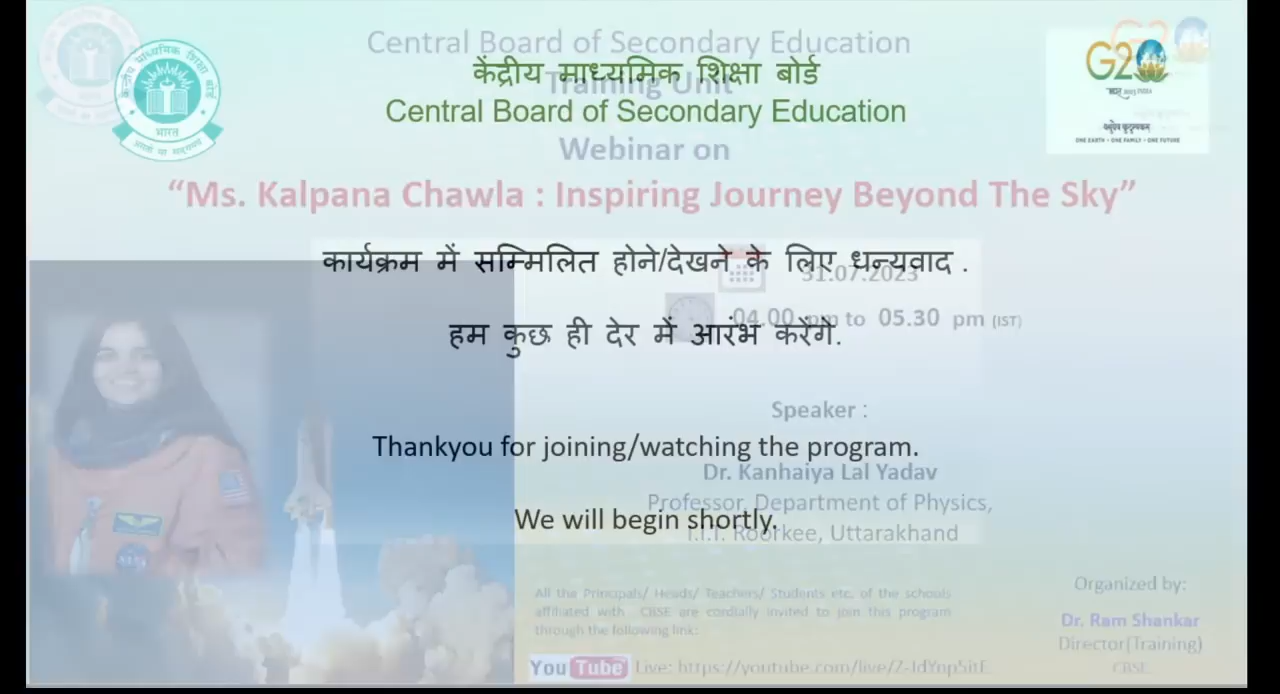 Central Board of Secondary Education
केंद्रीय माध्यमिक शिक्षा बोर्ड
Training Unit
Central Board of Secondary Education
Webinar on
“Ms. Kalpana Chawla : Inspiring Journey Beyond The Sky”
भारत
G20
ONE EARTH • ONE FAMILY • ONE FUTURE
कार्यक्रम में सम्मिलित होने/देखने के लिए धन्यवाद .
31.07.2023
04.00 pm to 05.30 pm (IST)
हम कुछ ही देर में आरंभ करेंगे.
Speaker :
Thankyou for joining/watching the program.
Dr. Kanhaiya Lal Yadav
Professor, Department of Physics,
We will begin shortly.
I.I.T. Roorkee, Uttarakhand
All the Principals/ Heads/ Teachers/ Students etc. of the schools
affiliated with CBSE are cordially invited to join this program
through the following link:
YouTube Live: https://youtube.com/live/
Organized by:
Dr. Ram Shankar
Director(Training)
CBSE